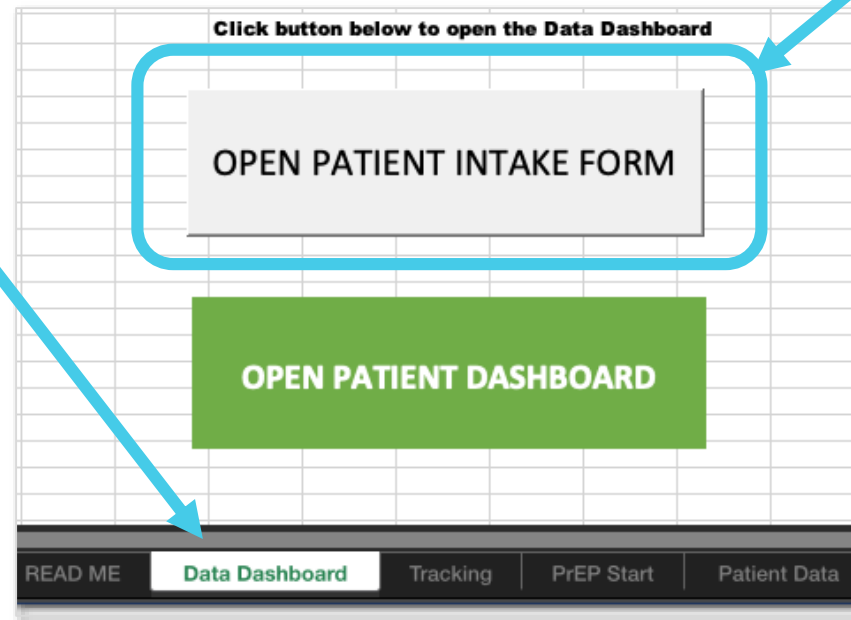 Click button below to open the Data Dashboard
OPEN PATIENT INTAKE FORM
OPEN PATIENT DASHBOARD
READ ME Data Dashboard Tracking PrEP Start Patient Data